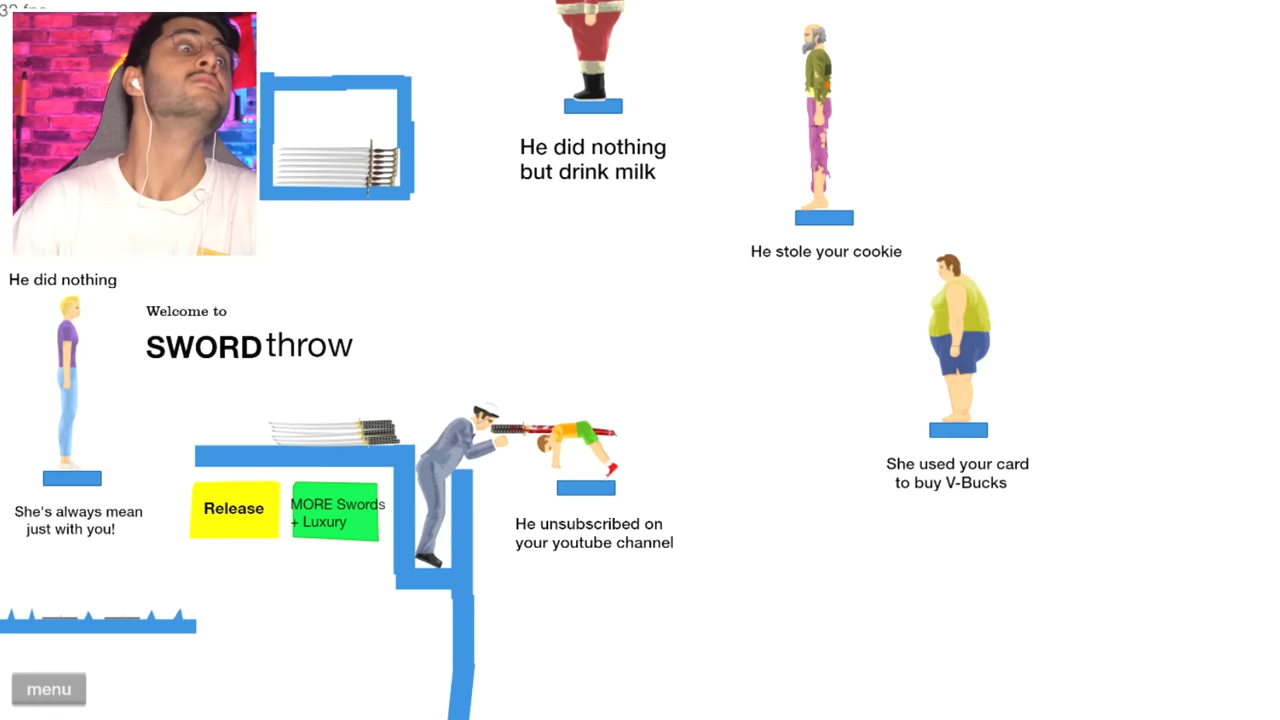 He did nothing
but drink milk
He stole your cookie
He did nothing
Welcome to
SWORD throw
She used your card
to buy V-Bucks
Release
MORE Swords
+ Luxury
She's always mean
just with you!
He unsubscribed on
your youtube channel
menu